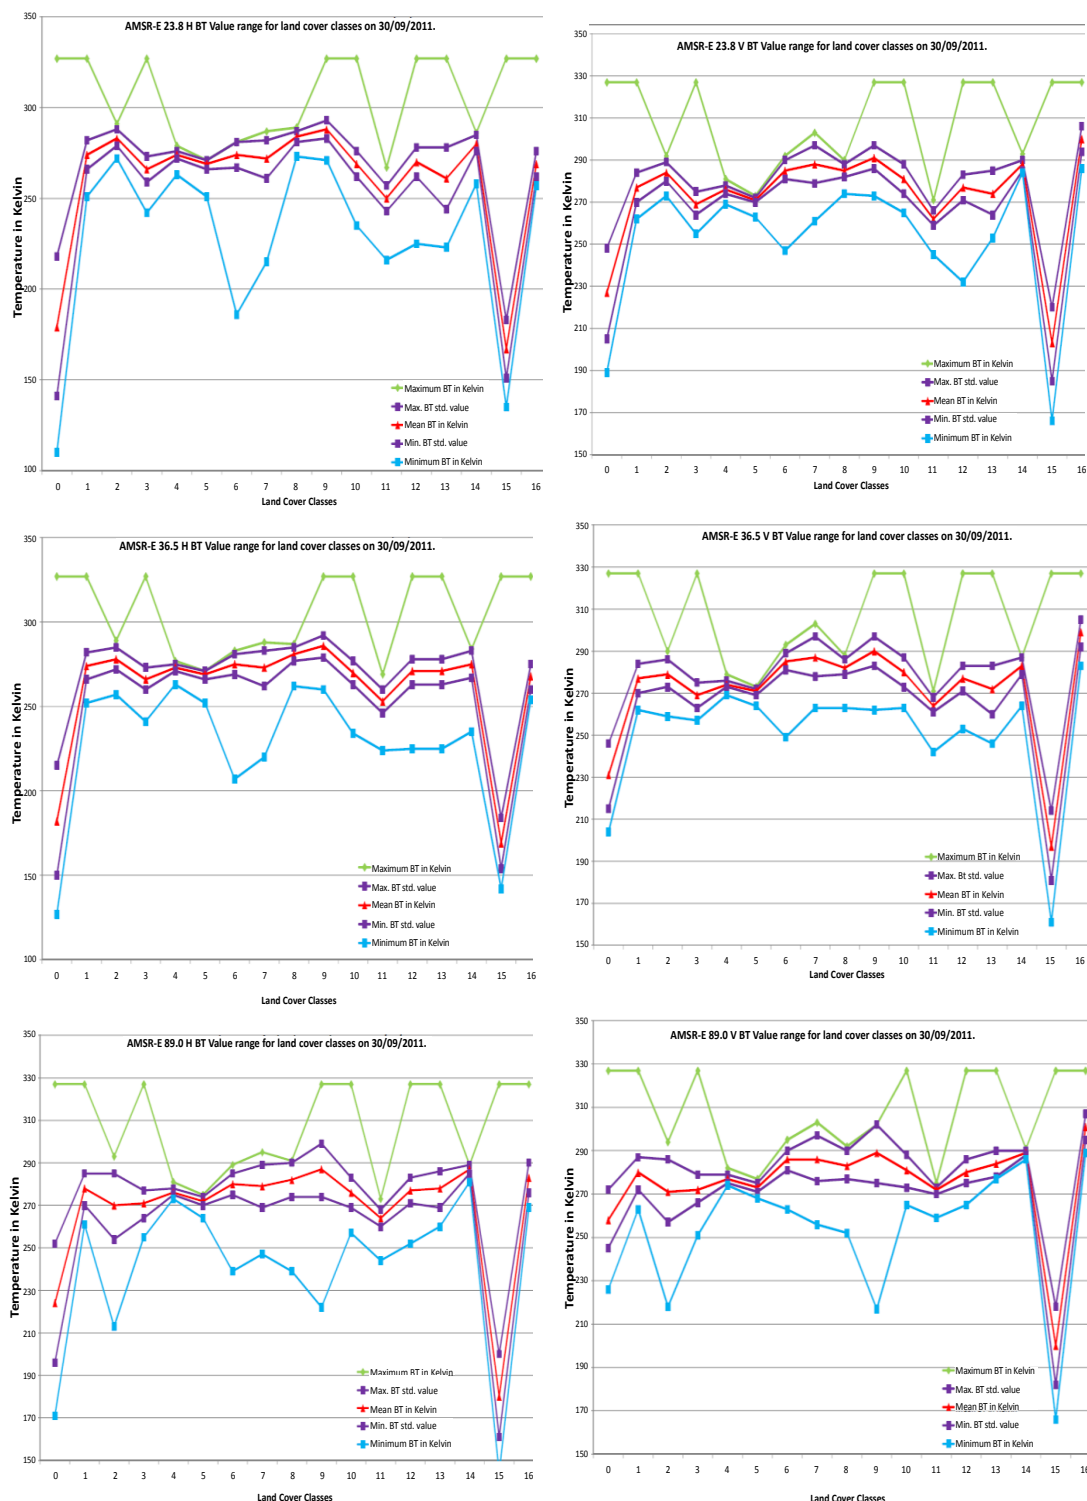 AMSR-E 23.8 H BT Value range for land cover classes on 30/09/2011.
Temperature in Kelvin
350
300
250
200
150
100
Maximum BT in Kelvin
Max. BT std. value
Mean BT in Kelvin
Min. BT std. value
Minimum BT in Kelvin
0 1 2 3 4 5 6 7 8 9 10 11 12 13 14 15 16
Land Cover Classes
AMSR-E 23.8 V BT Value range for land cover classes on 30/09/2011.
Temperature in Kelvin
350
330
310
290
270
250
230
210
190
170
150
Maximum BT in Kelvin
Max. BT std. value
Mean BT in Kelvin
Min. BT std. value
Minimum BT in Kelvin
0 1 2 3 4 5 6 7 8 9 10 11 12 13 14 15 16
Land Cover Classes
AMSR-E 36.5 H BT Value range for land cover classes on 30/09/2011.
Temperature in Kelvin
350
300
250
200
150
100
Maximum BT in Kelvin
Max. BT std. value
Mean BT in Kelvin
Min. BT std. value
Minimum BT in Kelvin
0 1 2 3 4 5 6 7 8 9 10 11 12 13 14 15 16
Land Cover Classes
AMSR-E 36.5 V BT Value range for land cover classes on 30/09/2011.
Temperature in Kelvin
350
330
310
290
270
250
230
210
190
170
150
Maximum BT in Kelvin
Max. Bt std. value
Mean BT in Kelvin
Min. BT std. value
Minimum BT in Kelvin
0 1 2 3 4 5 6 7 8 9 10 11 12 13 14 15 16
Land Cover Classes
AMSR-E 89.0 H BT Value range for land cover classes on 30/09/2011.
Temperature in Kelvin
350
330
310
290
270
250
230
210
190
170
150
Maximum BT in Kelvin
Max. BT std. value
Mean BT in Kelvin
Min. BT std. value
Minimum BT in Kelvin
0 1 2 3 4 5 6 7 8 9 10 11 12 13 14 15 16
Land Cover Classes
AMSR-E 89.0 V BT Value range for land cover classes on 30/09/2011.
Temperature in Kelvin
350
330
310
290
270
250
230
210
190
170
150
Maximum BT in Kelvin
Max. BT std. value
Mean BT in Kelvin
Min. BT std. value
Minimum BT in Kelvin
0 1 2 3 4 5 6 7 8 9 10 11 12 13 14 15 16
Land Cover Classes